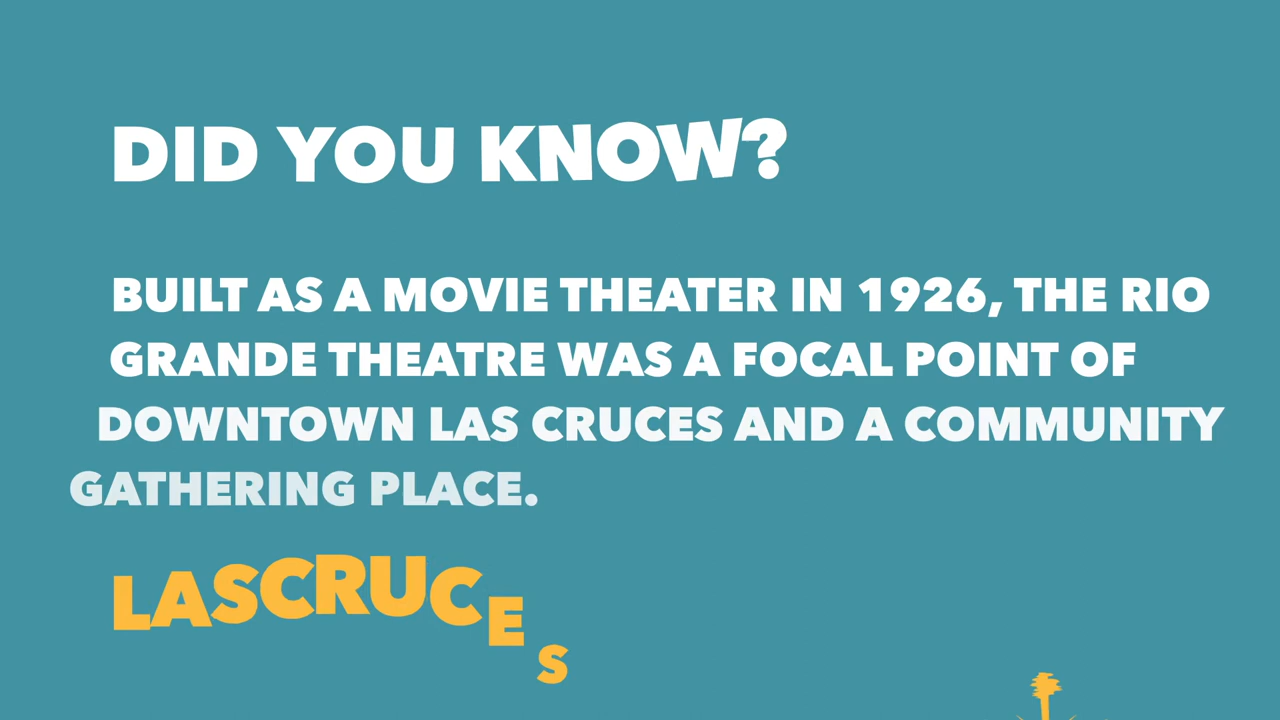 DID YOU KNOW?
BUILT AS A MOVIE THEATER IN 1926, THE RIO
GRANDE THEATRE WAS A FOCAL POINT OF
DOWNTOWN LAS CRUCES AND A COMMUNITY
GATHERING PLACE.
LASCRUCES